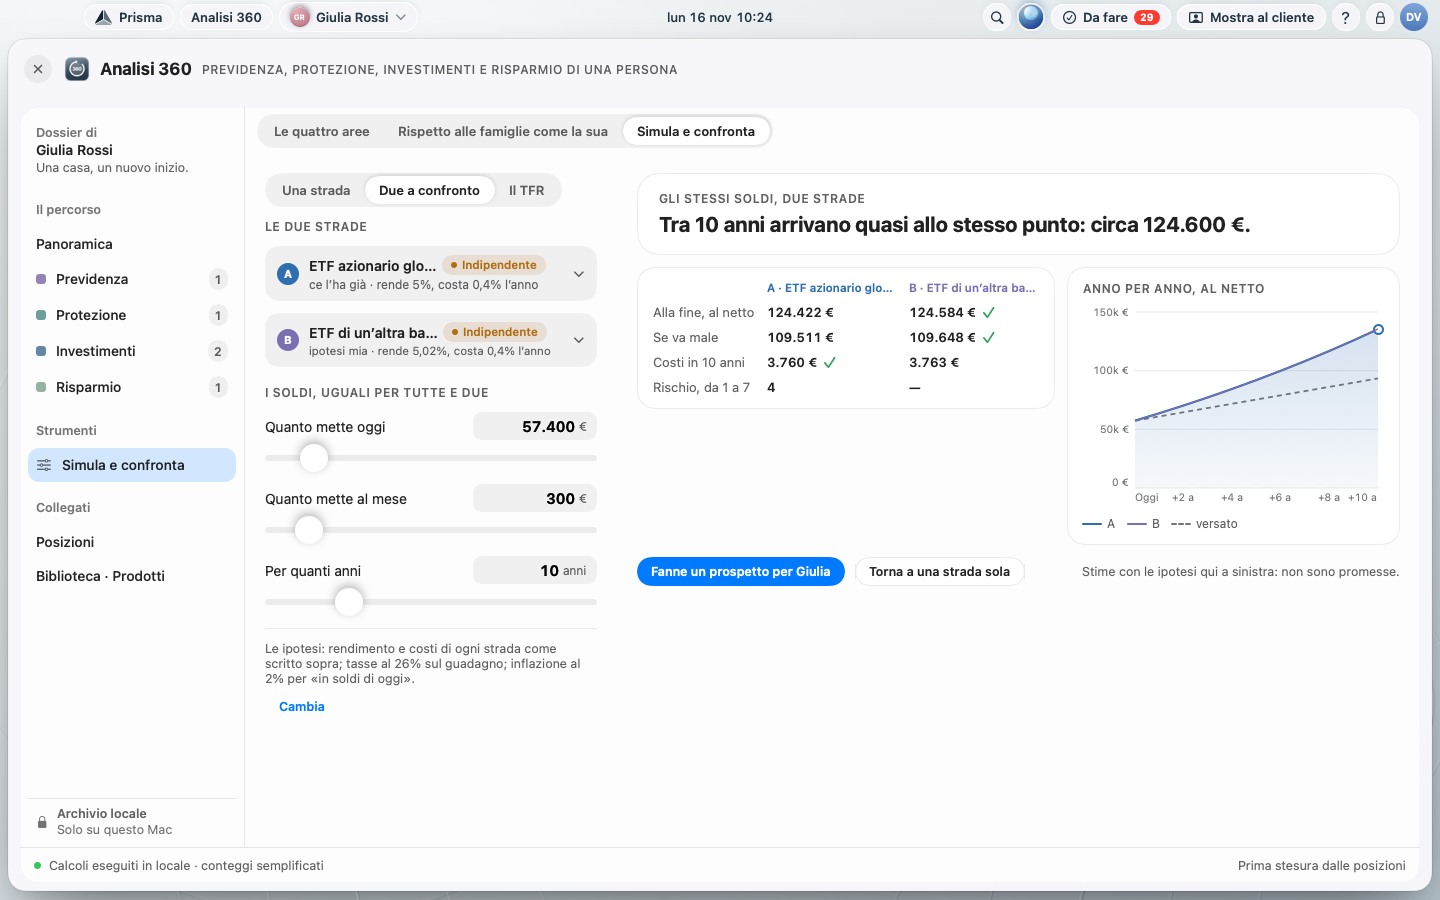 Prisma
Analisi 360
GR
Giulia Rossi
lun 16 nov 10:24
Da fare 29
Mostra al cliente
?
DV
360
Analisi 360
PREVIDENZA, PROTEZIONE, INVESTIMENTI E RISPARMIO DI UNA PERSONA
Dossier di
Giulia Rossi
Una casa, un nuovo inizio.
Il percorso
Panoramica
Previdenza 1
Protezione 1
Investimenti 2
Risparmio 1
Strumenti
Simula e confronta
Collegati
Posizioni
Biblioteca · Prodotti
Archivio locale
Solo su questo Mac
Le quattro aree
Rispetto alle famiglie come la sua
Simula e confronta
Una strada
Due a confronto
Il TFR
LE DUE STRADE
A
ETF azionario glo...
Indipendente
ce l'ha già · rende 5%, costa 0,4% l'anno
B
ETF di un'altra ba...
Indipendente
ipotesi mia · rende 5,02%, costa 0,4% l'anno
I SOLDI, UGUALI PER TUTTE E DUE
Quanto mette oggi 57.400 €
Quanto mette al mese 300 €
Per quanti anni 10 anni
Le ipotesi: rendimento e costi di ogni strada come
scritto sopra; tasse al 26% sul guadagno; inflazione al
2% per «in soldi di oggi».
Cambia
GLI STESSI SOLDI, DUE STRADE
Tra 10 anni arrivano quasi allo stesso punto: circa 124.600 €.
A · ETF azionario glo... B · ETF di un'altra ba...
Alla fine, al netto 124.422 € 124.584 €
Se va male 109.511 € 109.648 €
Costi in 10 anni 3.760 € 3.763 €
Rischio, da 1 a 7 4 —
ANNO PER ANNO, AL NETTO
150k €
100k €
50k €
0 €
Oggi +2 a +4 a +6 a +8 a +10 a
A B versato
Fanne un prospetto per Giulia
Torna a una strada sola
Stime con le ipotesi qui a sinistra: non sono promesse.
Calcoli eseguiti in locale · conteggi semplificati
Prima stesura dalle posizioni